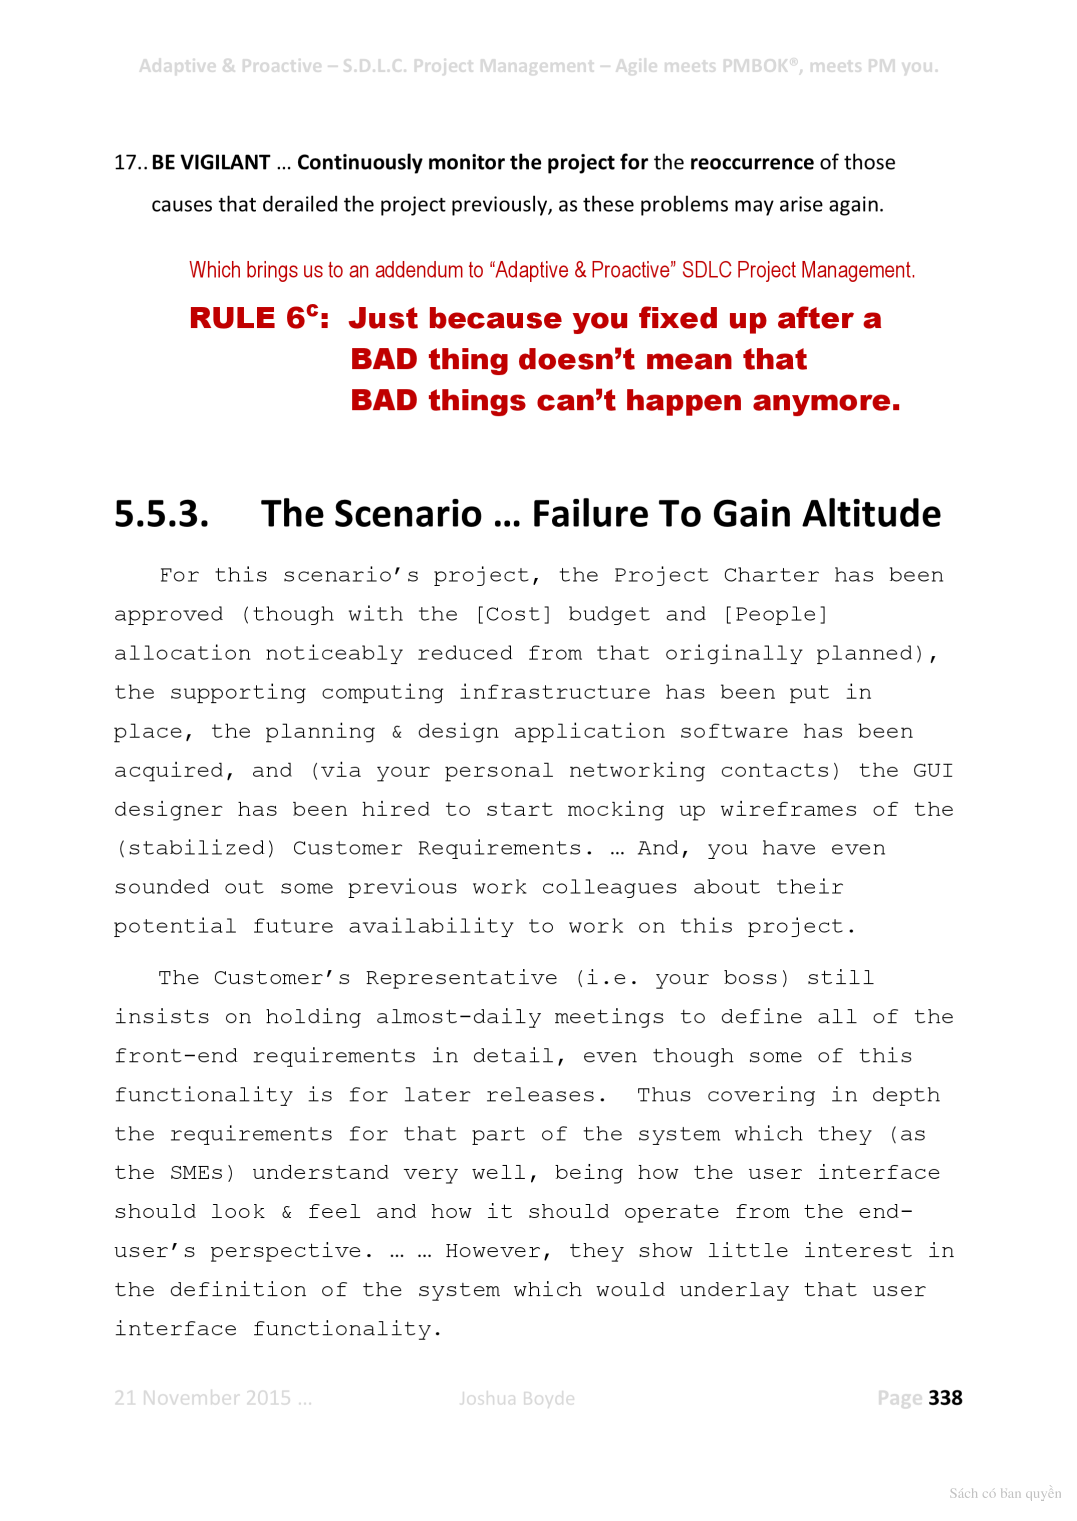 Adaptive & Proactive – S.D.L.C. Project Management – Agile meets PMBOK®, meets PM you.
17.. BE VIGILANT … Continuously monitor the project for the reoccurrence of those
causes that derailed the project previously, as these problems may arise again.
Which brings us to an addendum to “Adaptive & Proactive” SDLC Project Management.
RULE 6c: Just because you fixed up after a
BAD thing doesn’t mean that
BAD things can’t happen anymore.
5.5.3. The Scenario … Failure To Gain Altitude
For this scenario’s project, the Project Charter has been
approved (though with the [Cost] budget and [People]
allocation noticeably reduced from that originally planned),
the supporting computing infrastructure has been put in
place, the planning & design application software has been
acquired, and (via your personal networking contacts) the GUI
designer has been hired to start mocking up wireframes of the
(stabilized) Customer Requirements. … And, you have even
sounded out some previous work colleagues about their
potential future availability to work on this project.
The Customer’s Representative (i.e. your boss) still
insists on holding almost-daily meetings to define all of the
front-end requirements in detail, even though some of this
functionality is for later releases.  Thus covering in depth
the requirements for that part of the system which they (as
the SMEs) understand very well, being how the user interface
should look & feel and how it should operate from the end-
user’s perspective. … … However, they show little interest in
the definition of the system which would underlay that user
interface functionality.
21 November 2015 … Joshua Boyde Page 338
Sách có bản quyền